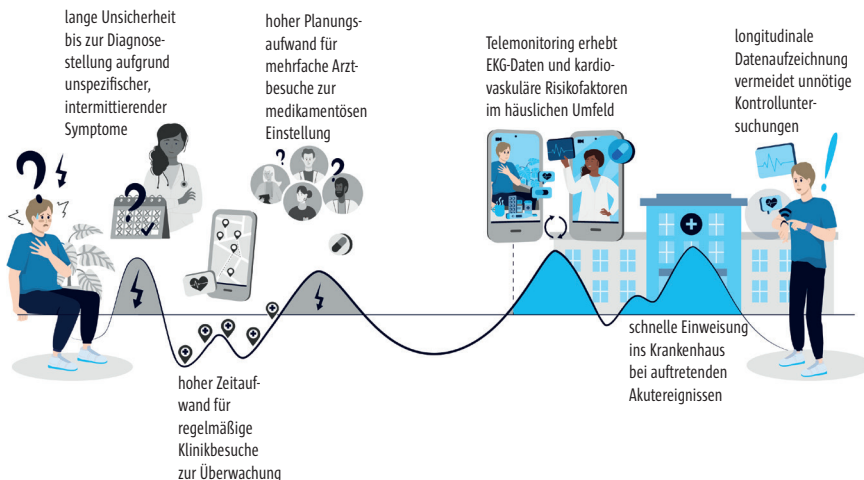 lange Unsicherheit
bis zur Diagnose-
stellung aufgrund
unspezifischer,
intermittierender
Symptome
hoher Planungs-
aufwand für
mehrfache Arzt-
besuche zur
medikamentösen
Einstellung
Telemonitoring erhebt
EKG-Daten und kardio-
vaskuläre Risikofaktoren
im häuslichen Umfeld
longitudinale
Datenaufzeichnung
vermeidet unnötige
Kontrollunter-
suchungen
hoher Zeitauf-
wand für
regelmäßige
Klinikbesuche
zur Überwachung
schnelle Einweisung
ins Krankenhaus
bei auftretenden
Akutereignissen